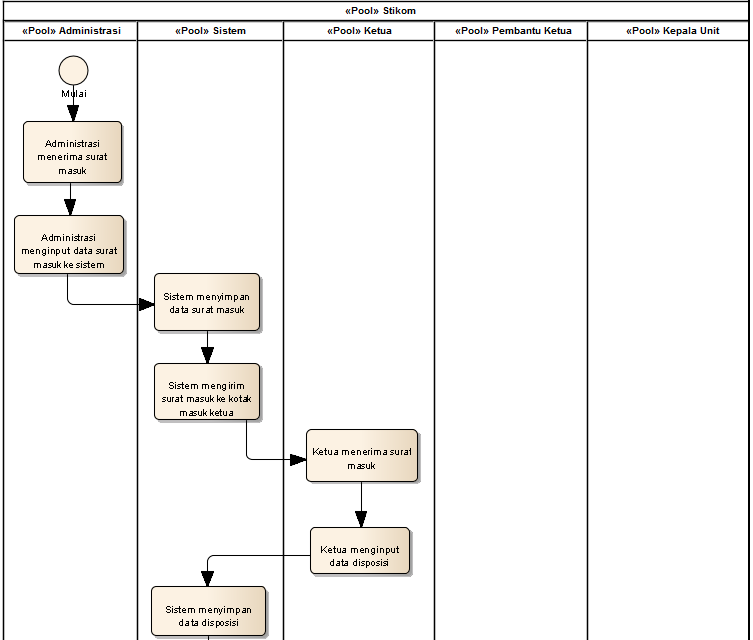 «Pool» Stikom
«Pool» Administrasi
«Pool» Sistem
«Pool» Ketua
«Pool» Pembantu Ketua
«Pool» Kepala Unit
Mulai
Administrasi
menerima surat
masuk
Administrasi
menginput data surat
masuk ke sistem
Sistem menyimpan
data surat masuk
Sistem mengirim
surat masuk ke kotak
masuk ketua
Ketua menerima surat
masuk
Ketua menginput
data disposisi
Sistem menyimpan
data disposisi